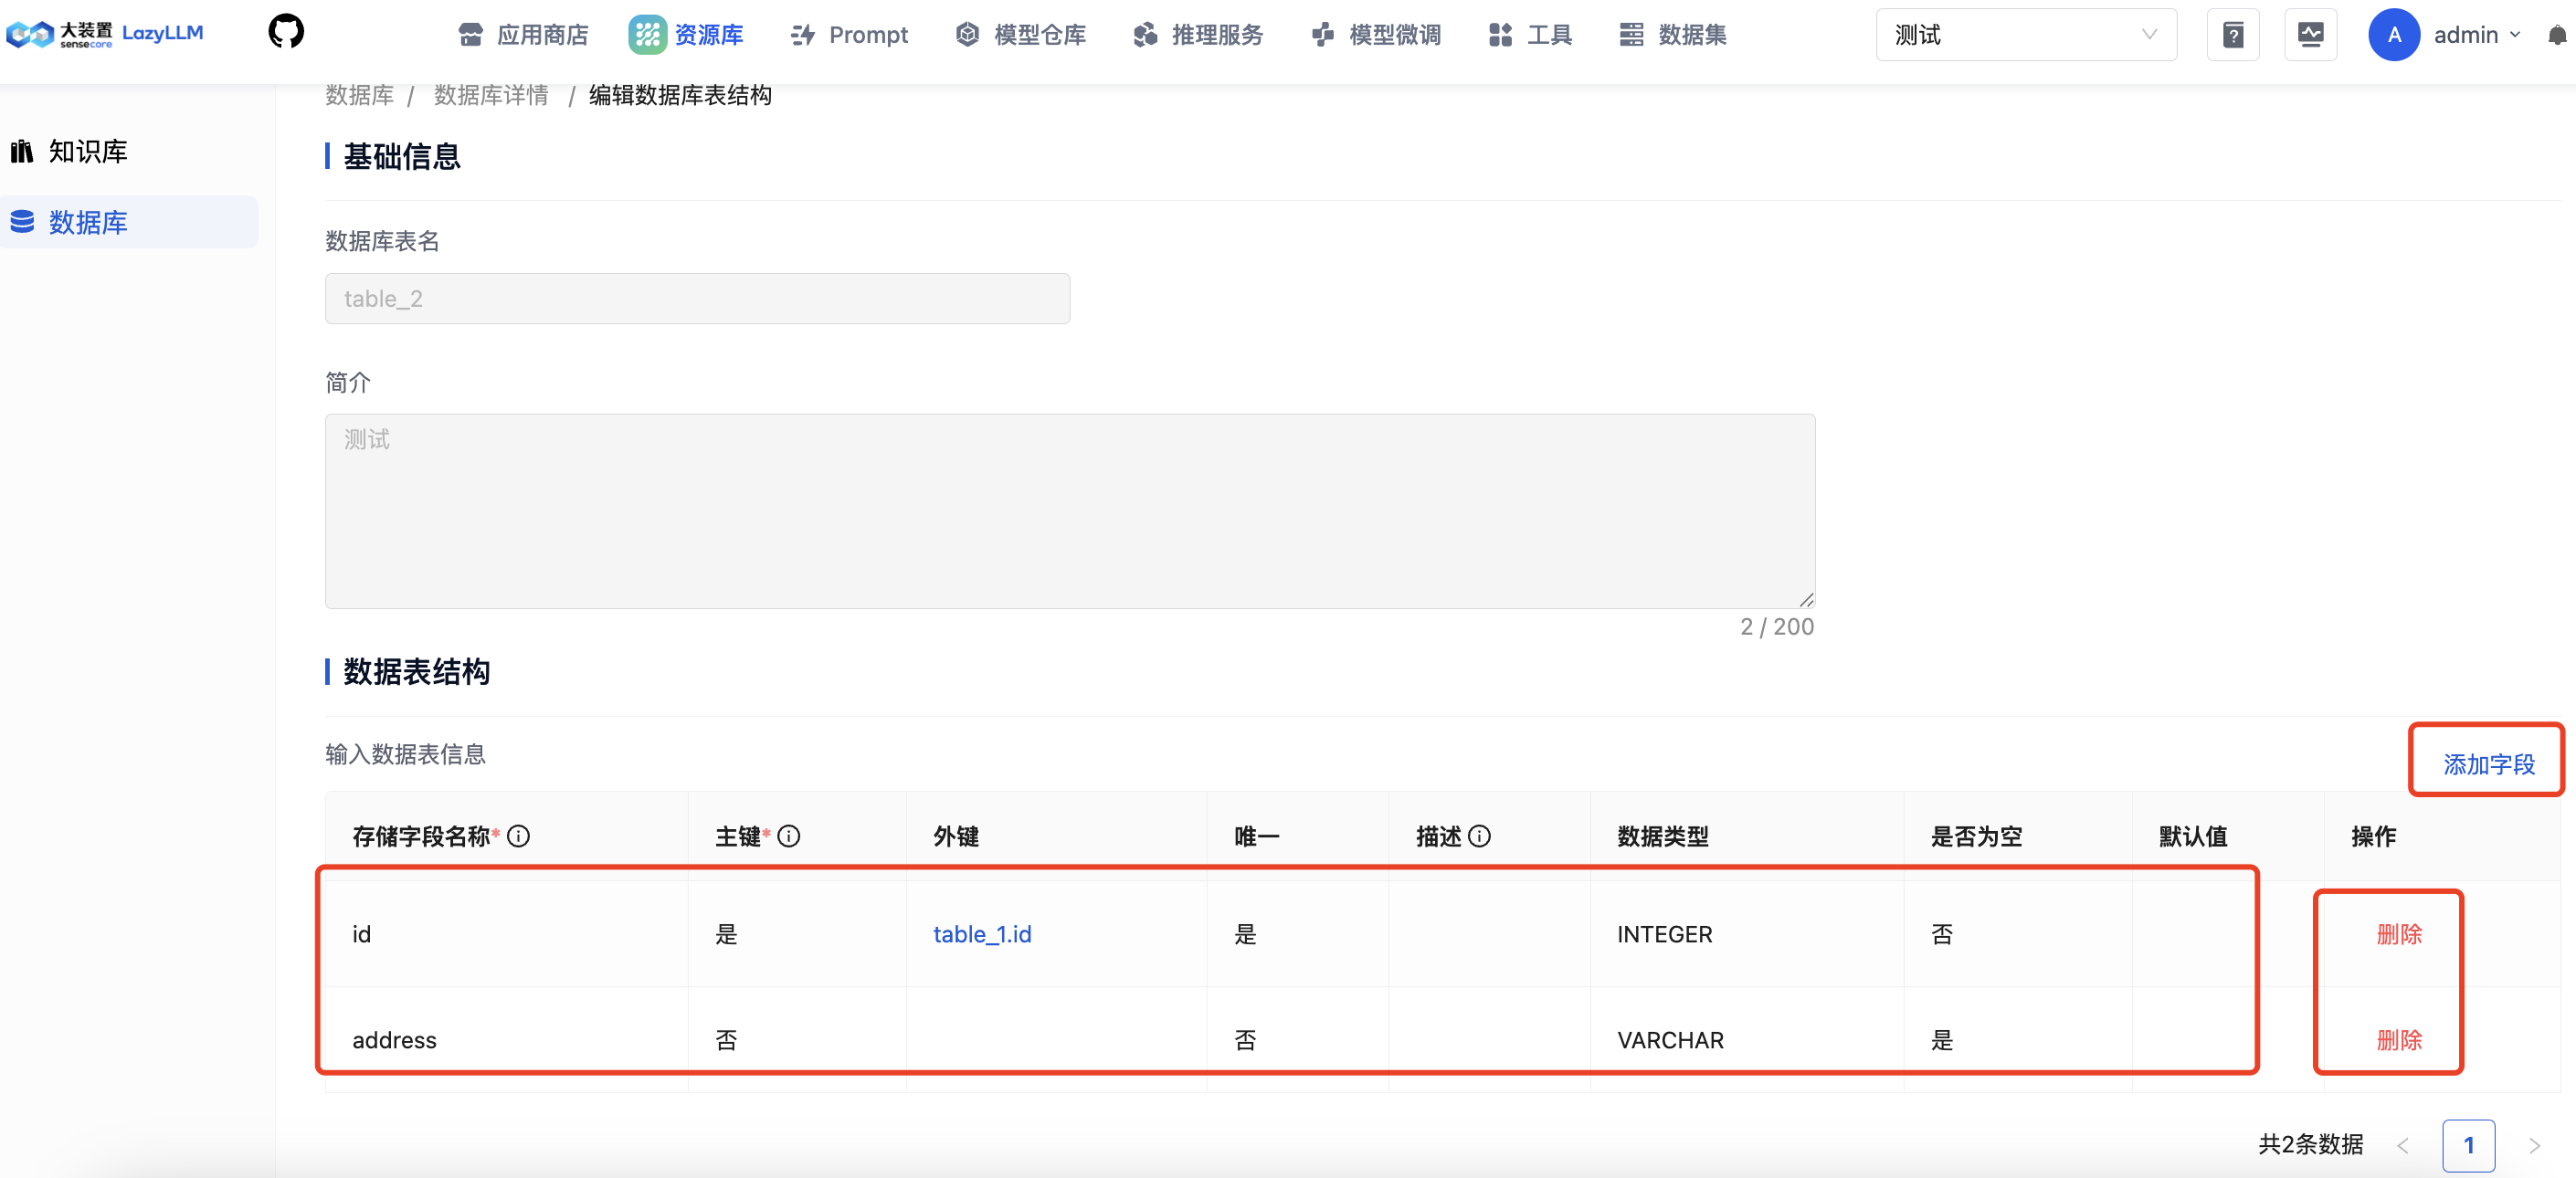 大装置 sensecore LazyLLM 应用商店 资源库 Prompt 模型仓库 推理服务 模型微调 工具 数据集 测试 A admin
知识库
数据库
数据库 / 数据库详情 / 编辑数据库表结构
基础信息
数据库表名
table_2
简介
测试
2 / 200
数据表结构
输入数据表信息 添加字段
存储字段名称* 主键* 外键 唯一 描述 数据类型 是否为空 默认值 操作
id 是 table_1.id 是 INTEGER 否 删除
address 否 否 VARCHAR 是 删除
共2条数据 < 1 >